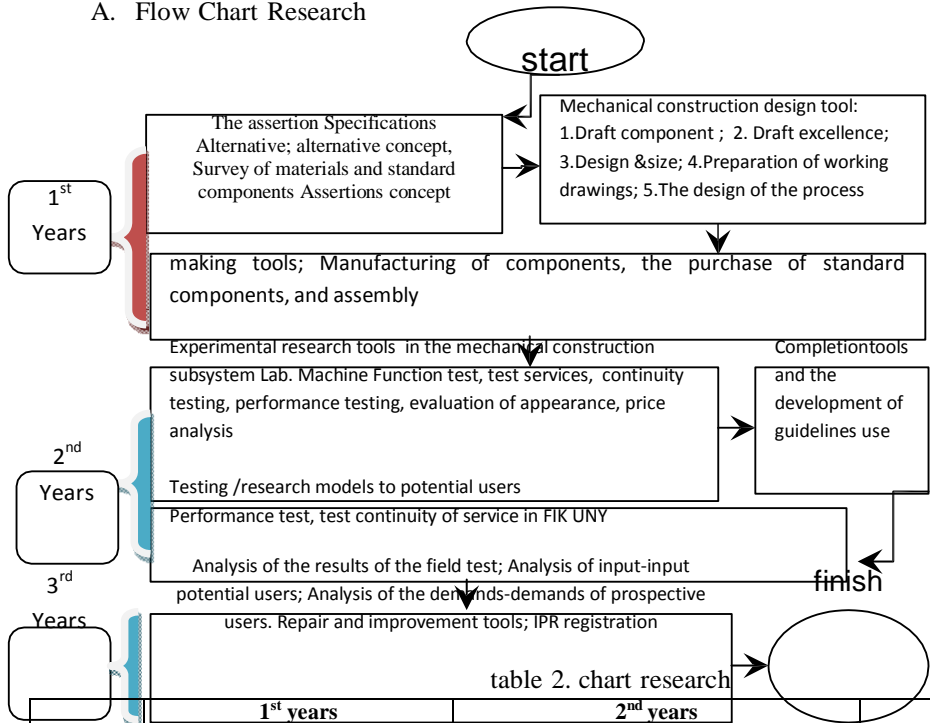 A. Flow Chart Research
start
The assertion Specifications
Alternative; alternative concept,
Survey of materials and standard
components Assertions concept
Mechanical construction design tool:
1.Draft component ; 2. Draft excellence;
3.Design &size; 4.Preparation of working
drawings; 5.The design of the process
1st
Years
making tools; Manufacturing of components, the purchase of standard
components, and assembly
Experimental research tools in the mechanical construction
subsystem Lab. Machine Function test, test services, continuity
testing, performance testing, evaluation of appearance, price
analysis
Completiontools
and the
development of
guidelines use
2nd
Years
Testing /research models to potential users
Performance test, test continuity of service in FIK UNY
Analysis of the results of the field test; Analysis of input-input
potential users; Analysis of the demands-demands of prospective
users. Repair and improvement tools; IPR registration
finish
3rd
Years
table 2. chart research
1st years
2nd years